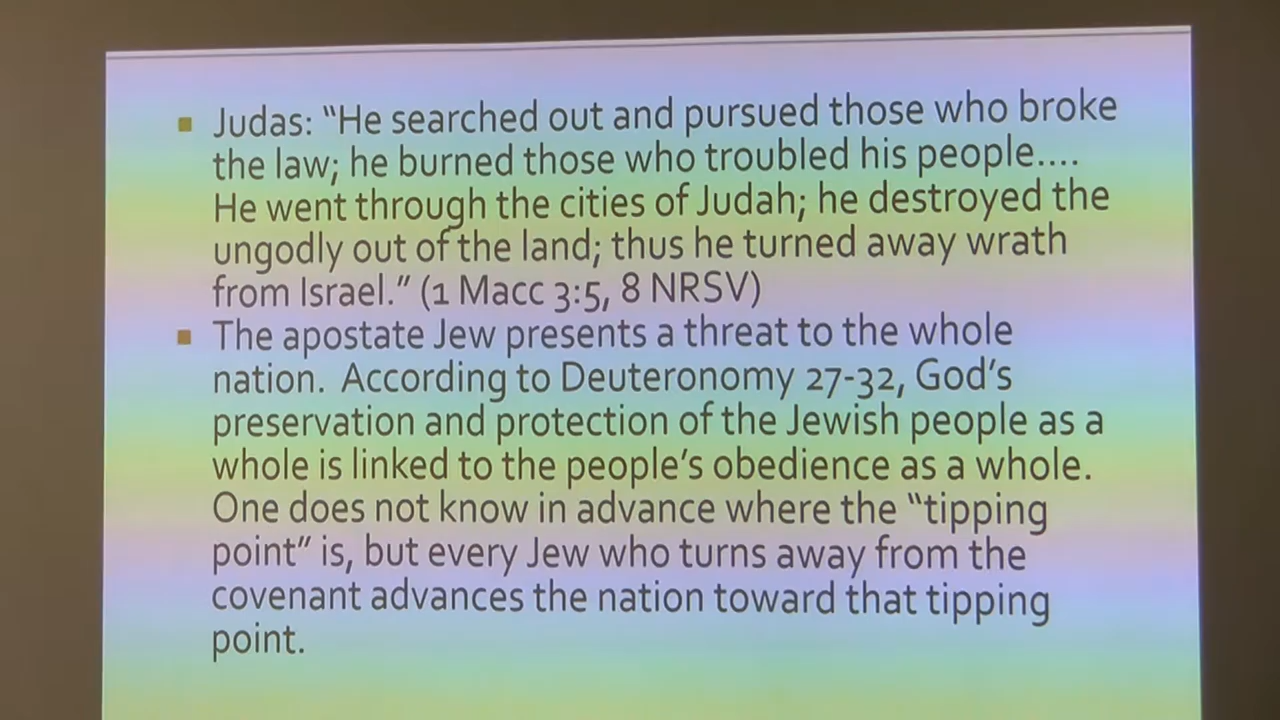 Judas: “He searched out and pursued those who broke
the law; he burned those who troubled his people....
He went through the cities of Judah; he destroyed the
ungodly out of the land; thus he turned away wrath
from Israel.” (1 Macc 3:5, 8 NRSV)
The apostate Jew presents a threat to the whole
nation.  According to Deuteronomy 27-32, God’s
preservation and protection of the Jewish people as a
whole is linked to the people’s obedience as a whole.
One does not know in advance where the “tipping
point” is, but every Jew who turns away from the
covenant advances the nation toward that tipping
point.